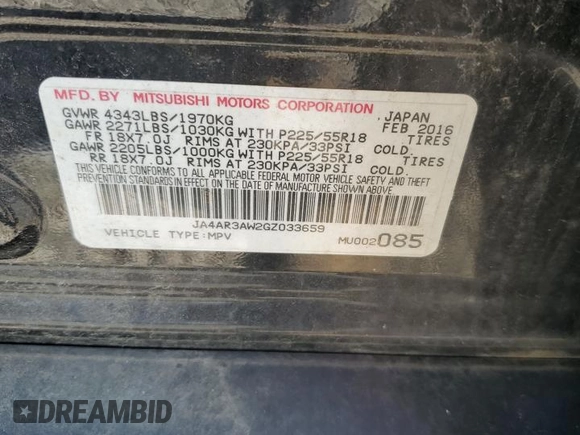 MFD. BY MITSUBISHI MOTORS CORPORATION
GVWR 4343LBS/1970KG JAPAN
GAWR 2271LBS/1030KG WITH P225/55R18 FEB 2016
FR 18X7.0J RIMS AT 230KPA/33PSI COLD. TIRES
GAWR 2205LBS/1000KG WITH P225/55R18
RR 18X7.0J RIMS AT 230KPA/33PSI COLD. TIRES
THIS VEHICLE CONFORMS TO ALL APPLICABLE FEDERAL MOTOR VEHICLE SAFETY, BUMPER, AND THEFT
PREVENTION STANDARDS IN EFFECT ON THE DATE OF MANUFACTURE SHOWN ABOVE.
JA4AR3AW2GZ033659
VEHICLE TYPE:MPV MU002085
DREAMBID